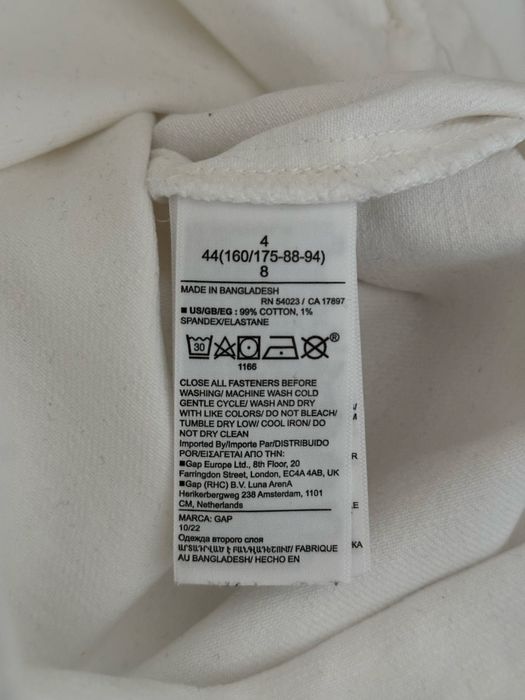 4
44(160/175-88-94)
8
MADE IN BANGLADESH
RN 54023 / CA 17897
■ US/GB/EG : 99% COTTON, 1%
SPANDEX/ELASTANE
30
®
1166
CLOSE ALL FASTENERS BEFORE
WASHING/ MACHINE WASH COLD
GENTLE CYCLE/ WASH AND DRY
WITH LIKE COLORS/ DO NOT BLEACH/
TUMBLE DRY LOW/ COOL IRON/ DO
NOT DRY CLEAN
Imported By/Importe Par/DISTRIBUIDO
POR/ΕΙΣΑΓΕΤΑΙ ΑΠΟ ΤΗΝ:
■Gap Europe Ltd., 8th Floor, 20
Farringdon Street, London, EC4A 4AB, UK
■Gap (RHC) B.V. Luna ArenA
Herikerbergweg 238 Amsterdam, 1101
CM, Netherlands
MARCA: GAP
10/22
Одежда второго слоя
ԱՐՏԱԴՐՎԱԾ Է ԲԱՆԳԼԱԴԵՇՈՒՄ/ FABRIQUE
AU BANGLADESH/ HECHO EN
R
E
KA